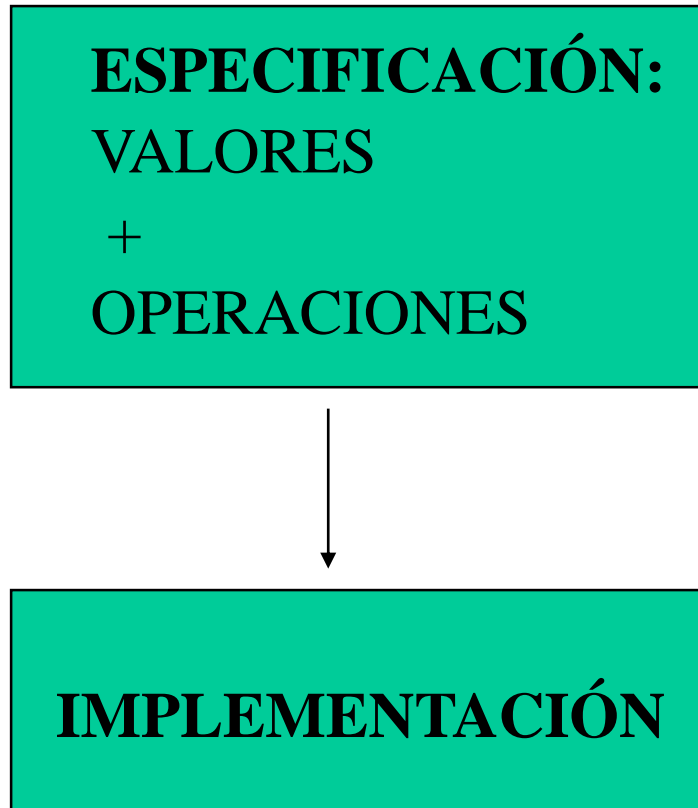 ESPECIFICACIÓN:
VALORES
+
OPERACIONES
IMPLEMENTACIÓN